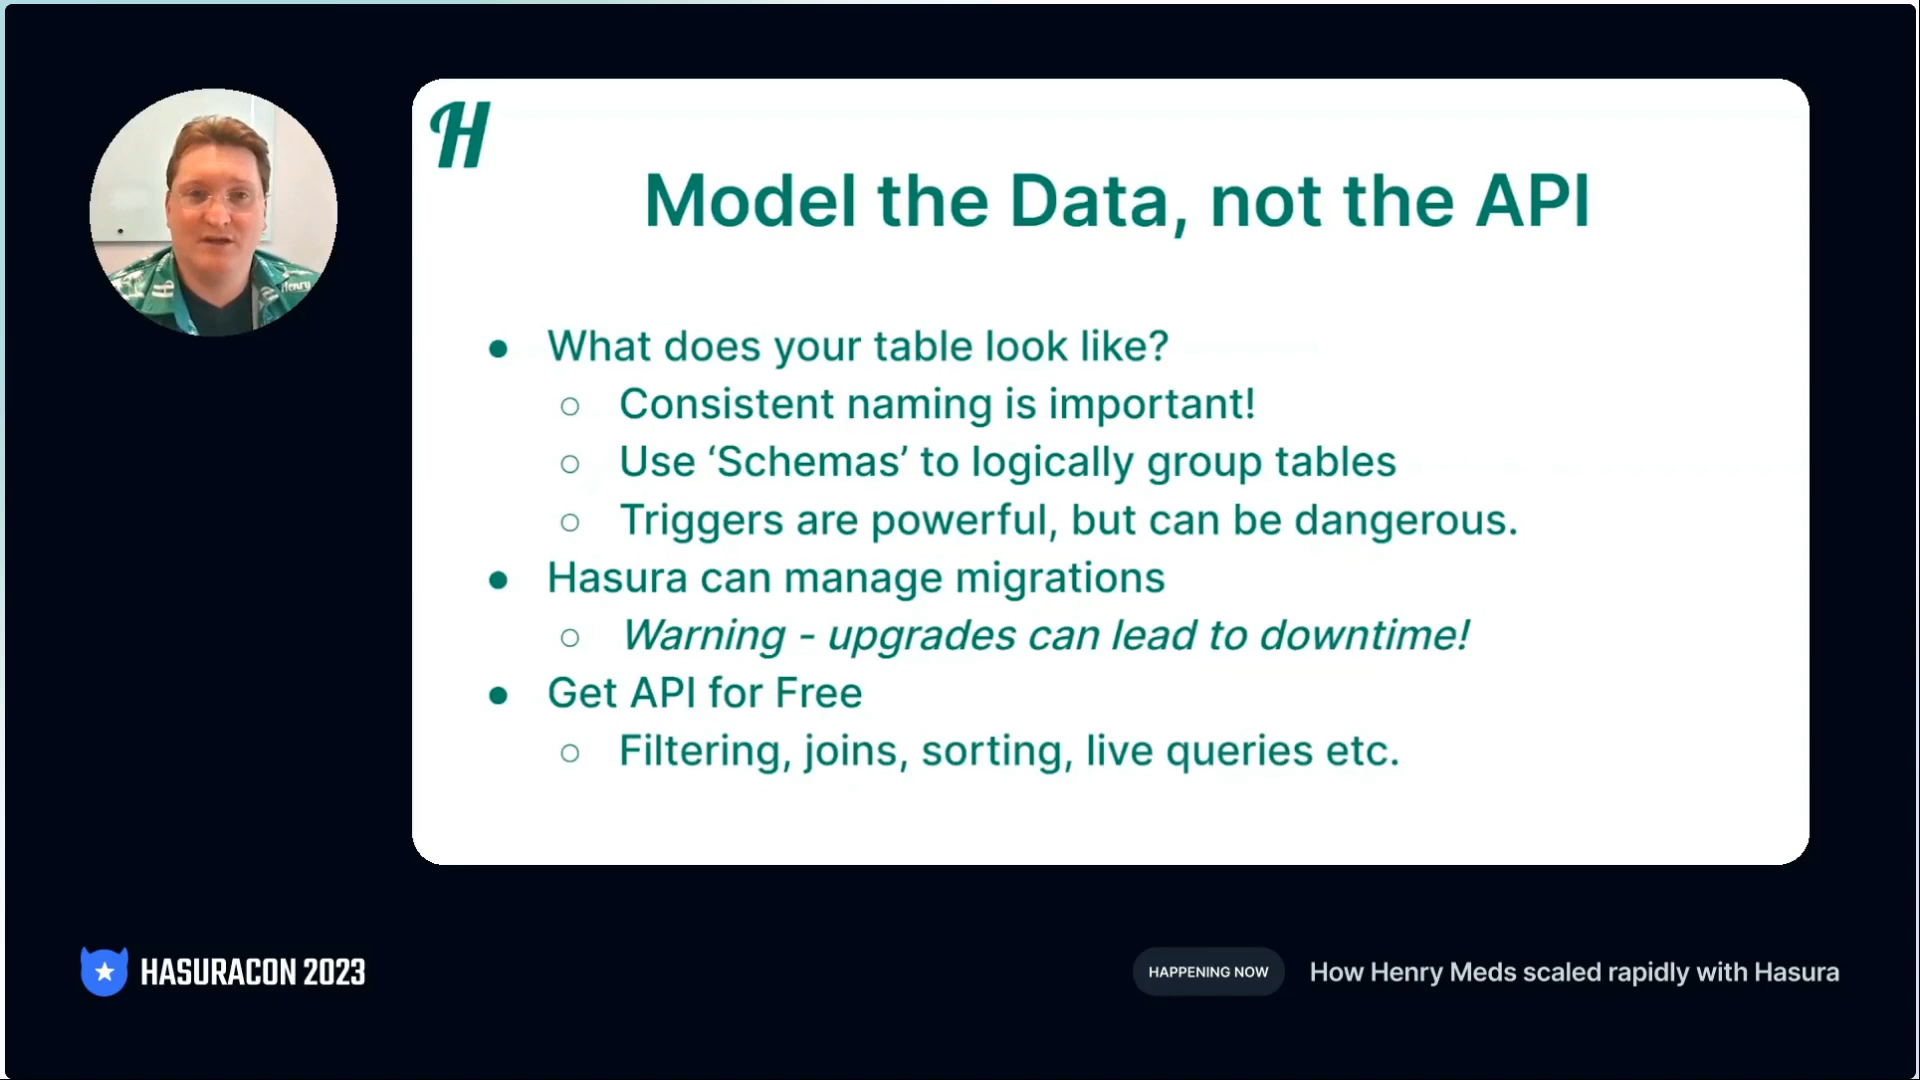 H
Model the Data, not the API
● What does your table look like?
○ Consistent naming is important!
○ Use ‘Schemas’ to logically group tables
○ Triggers are powerful, but can be dangerous.
● Hasura can manage migrations
○ Warning - upgrades can lead to downtime!
● Get API for Free
○ Filtering, joins, sorting, live queries etc.
Henry
HASURACON 2023
HAPPENING NOW
How Henry Meds scaled rapidly with Hasura